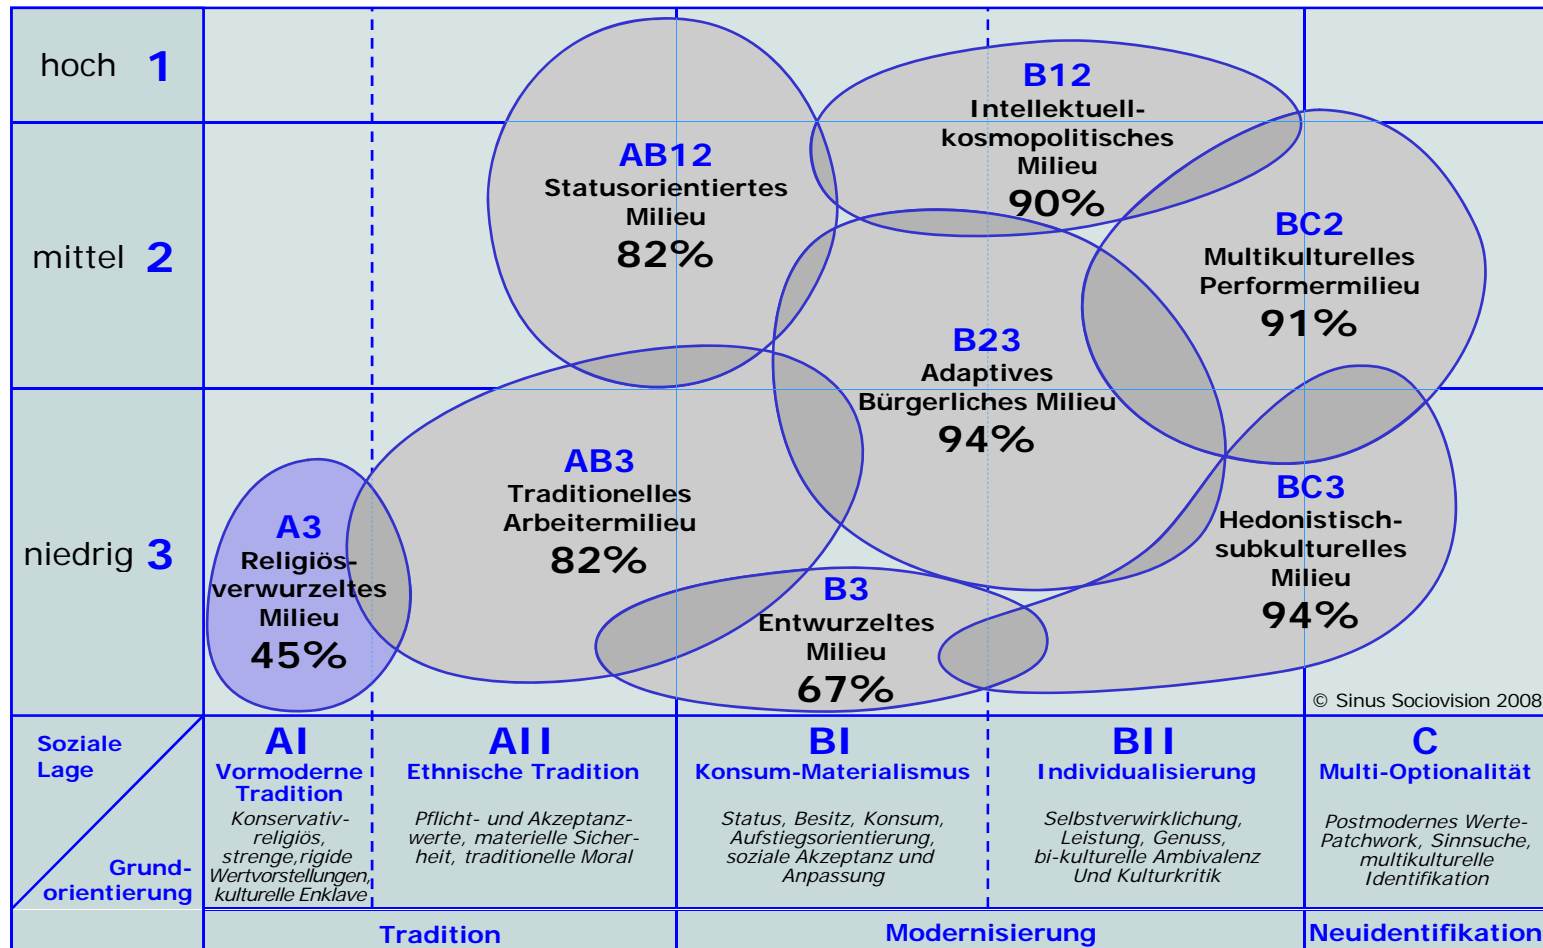 hoch 1
mittel 2
niedrig 3
B12
Intellektuell-
kosmopolitisches
Milieu
90%
AB12
Statusorientiertes
Milieu
82%
BC2
Multikulturelles
Performermilieu
91%
B23
Adaptives
Bürgerliches Milieu
94%
AB3
Traditionelles
Arbeitermilieu
82%
BC3
Hedonistisch-
subkulturelles
Milieu
94%
A3
Religiös-
verwurzeltes
Milieu
45%
B3
Entwurzeltes
Milieu
67%
© Sinus Sociovision 2008
Soziale
Lage
Grund-
orientierung
AI
Vormoderne
Tradition
Konservativ-
religiös,
strenge,rigide
Wertvorstellungen,
kulturelle Enklave
AII
Ethnische Tradition
Pflicht- und Akzeptanz-
werte, materielle Sicher-
heit, traditionelle Moral
BI
Konsum-Materialismus
Status, Besitz, Konsum,
Aufstiegsorientierung,
soziale Akzeptanz und
Anpassung
BII
Individualisierung
Selbstverwirklichung,
Leistung, Genuss,
bi-kulturelle Ambivalenz
Und Kulturkritik
C
Multi-Optionalität
Postmodernes Werte-
Patchwork, Sinnsuche,
multikulturelle
Identifikation
Tradition
Modernisierung
Neuidentifikation